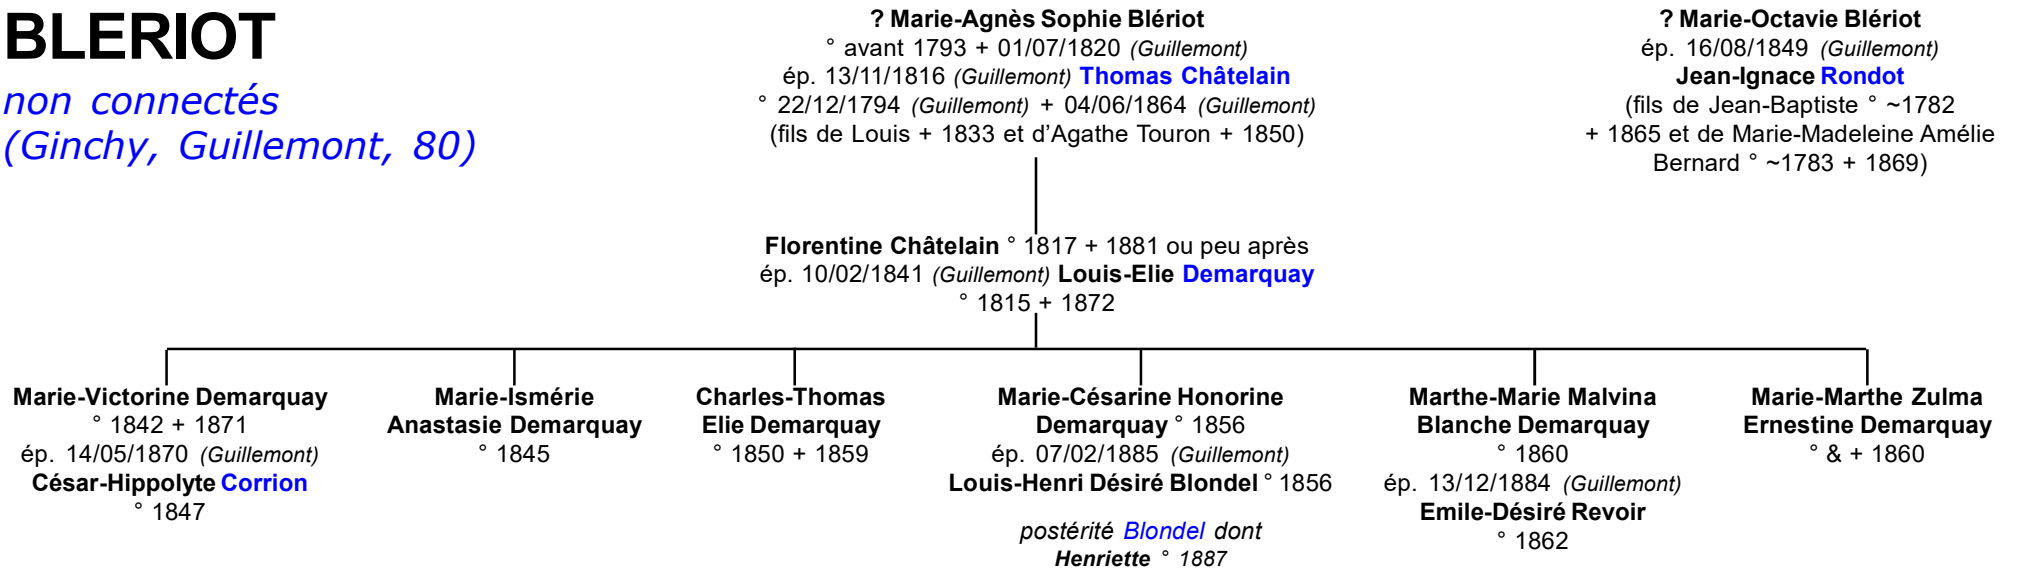 BLERIOT
non connectés
(Ginchy, Guillemont, 80)
? Marie-Agnès Sophie Blériot
° avant 1793 + 01/07/1820 (Guillemont)
ép. 13/11/1816 (Guillemont) Thomas Châtelain
° 22/12/1794 (Guillemont) + 04/06/1864 (Guillemont)
(fils de Louis + 1833 et d'Agathe Touron + 1850)
? Marie-Octavie Blériot
ép. 16/08/1849 (Guillemont)
Jean-Ignace Rondot
(fils de Jean-Baptiste ° ~1782
+ 1865 et de Marie-Madeleine Amélie
Bernard ° ~1783 + 1869)
Florentine Châtelain ° 1817 + 1881 ou peu après
ép. 10/02/1841 (Guillemont) Louis-Elie Demarquay
° 1815 + 1872
Marie-Victorine Demarquay
° 1842 + 1871
ép. 14/05/1870 (Guillemont)
César-Hippolyte Corrion
° 1847
Marie-Ismérie
Anastasie Demarquay
° 1845
Charles-Thomas
Elie Demarquay
° 1850 + 1859
Marie-Césarine Honorine
Demarquay ° 1856
ép. 07/02/1885 (Guillemont)
Louis-Henri Désiré Blondel ° 1856
postérité Blondel dont
Henriette ° 1887
Marthe-Marie Malvina
Blanche Demarquay
° 1860
ép. 13/12/1884 (Guillemont)
Emile-Désiré Revoir
° 1862
Marie-Marthe Zulma
Ernestine Demarquay
° & + 1860